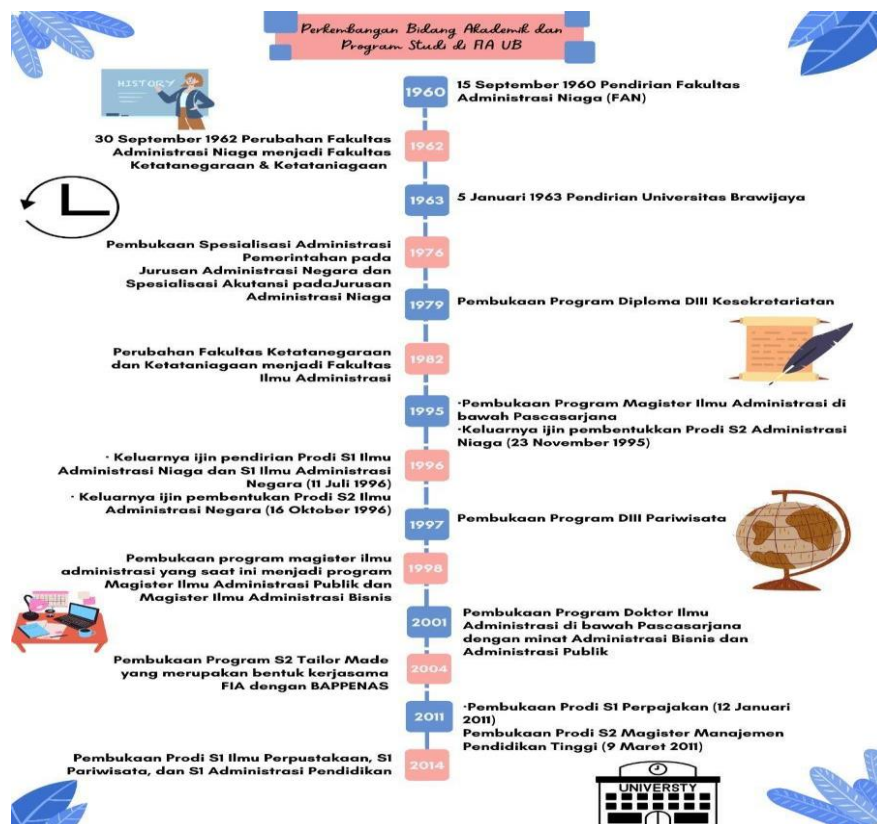 Perkembangan Bidang Akademik dan
Program Studi di FIA UB
HISTORY
1960
15 September 1960 Pendirian Fakultas
Administrasi Niaga (FAN)
30 September 1962 Perubahan Fakultas
Administrasi Niaga menjadi Fakultas
Ketatanegaraan & Ketataniagaan
1962
1963
5 Januari 1963 Pendirian Universitas Brawijaya
Pembukaan Spesialisasi Administrasi
Pemerintahan pada
Jurusan Administrasi Negara dan
Spesialisasi Akutansi padaJurusan
Administrasi Niaga
1976
1979
Pembukaan Program Diploma DIII Kesekretariatan
Perubahan Fakultas Ketatanegaraan
dan Ketataniagaan menjadi Fakultas
Ilmu Administrasi
1982
1995
·Pembukaan Program Magister Ilmu Administrasi di
bawah Pascasarjana
·Keluarnya ijin pembentukkan Prodi S2 Administrasi
Niaga (23 November 1995)
· Keluarnya ijin pendirian Prodi S1 Ilmu
Administrasi Niaga dan S1 Ilmu Administrasi
Negara (11 Juli 1996)
· Keluarnya ijin pembentukan Prodi S2 Ilmu
Administrasi Negara (16 Oktober 1996)
1996
1997
Pembukaan Program DIII Pariwisata
Pembukaan program magister ilmu
administrasi yang saat ini menjadi program
Magister Ilmu Administrasi Publik dan
Magister Ilmu Administrasi Bisnis
1998
2001
Pembukaan Program Doktor Ilmu
Administrasi di bawah Pascasarjana
dengan minat Administrasi Bisnis dan
Administrasi Publik
Pembukaan Program S2 Tailor Made
yang merupakan bentuk kerjasama
FIA dengan BAPPENAS
2004
2011
·Pembukaan Prodi S1 Perpajakan (12 Januari
2011)
Pembukaan Prodi S2 Magister Manajemen
Pendidikan Tinggi (9 Maret 2011)
Pembukaan Prodi S1 Ilmu Perpustakaan, S1
Pariwisata, dan S1 Administrasi Pendidikan
2014
UNIVERSTY